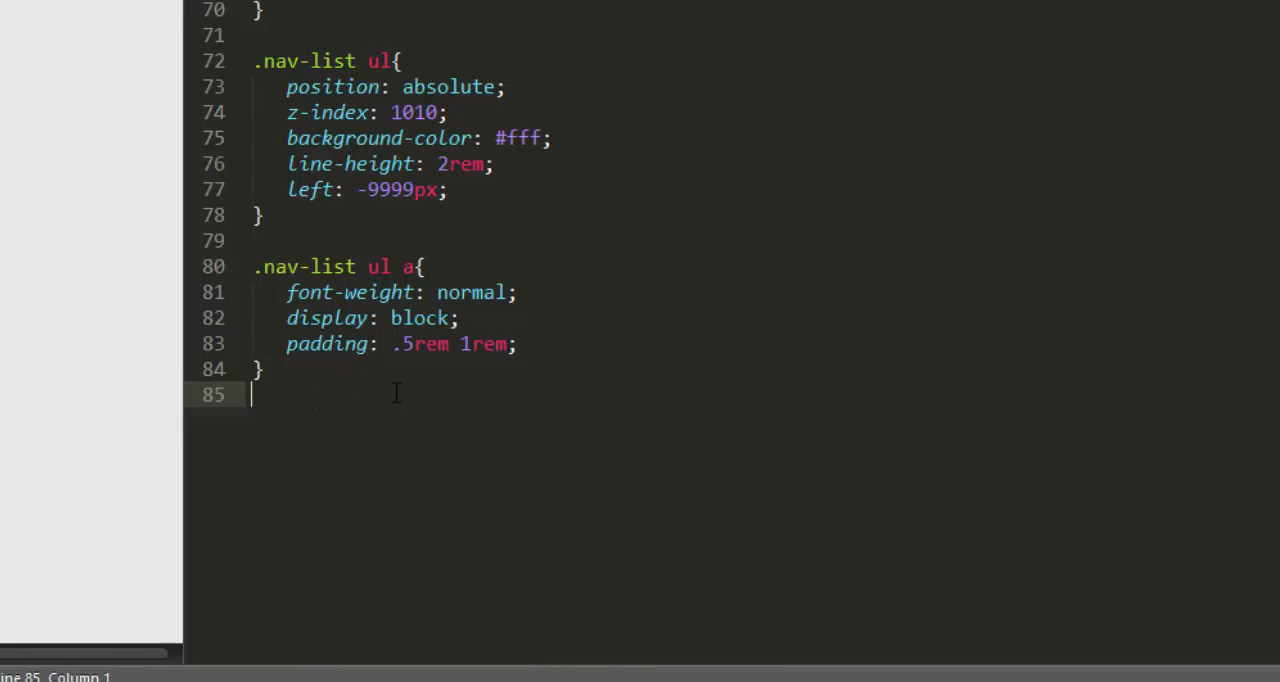 70 }
71
72 .nav-list ul{
73 position: absolute;
74 z-index: 1010;
75 background-color: #fff;
76 line-height: 2rem;
77 left: -9999px;
78 }
79
80 .nav-list ul a{
81 font-weight: normal;
82 display: block;
83 padding: .5rem 1rem;
84 }
85
ine 85, Column 1